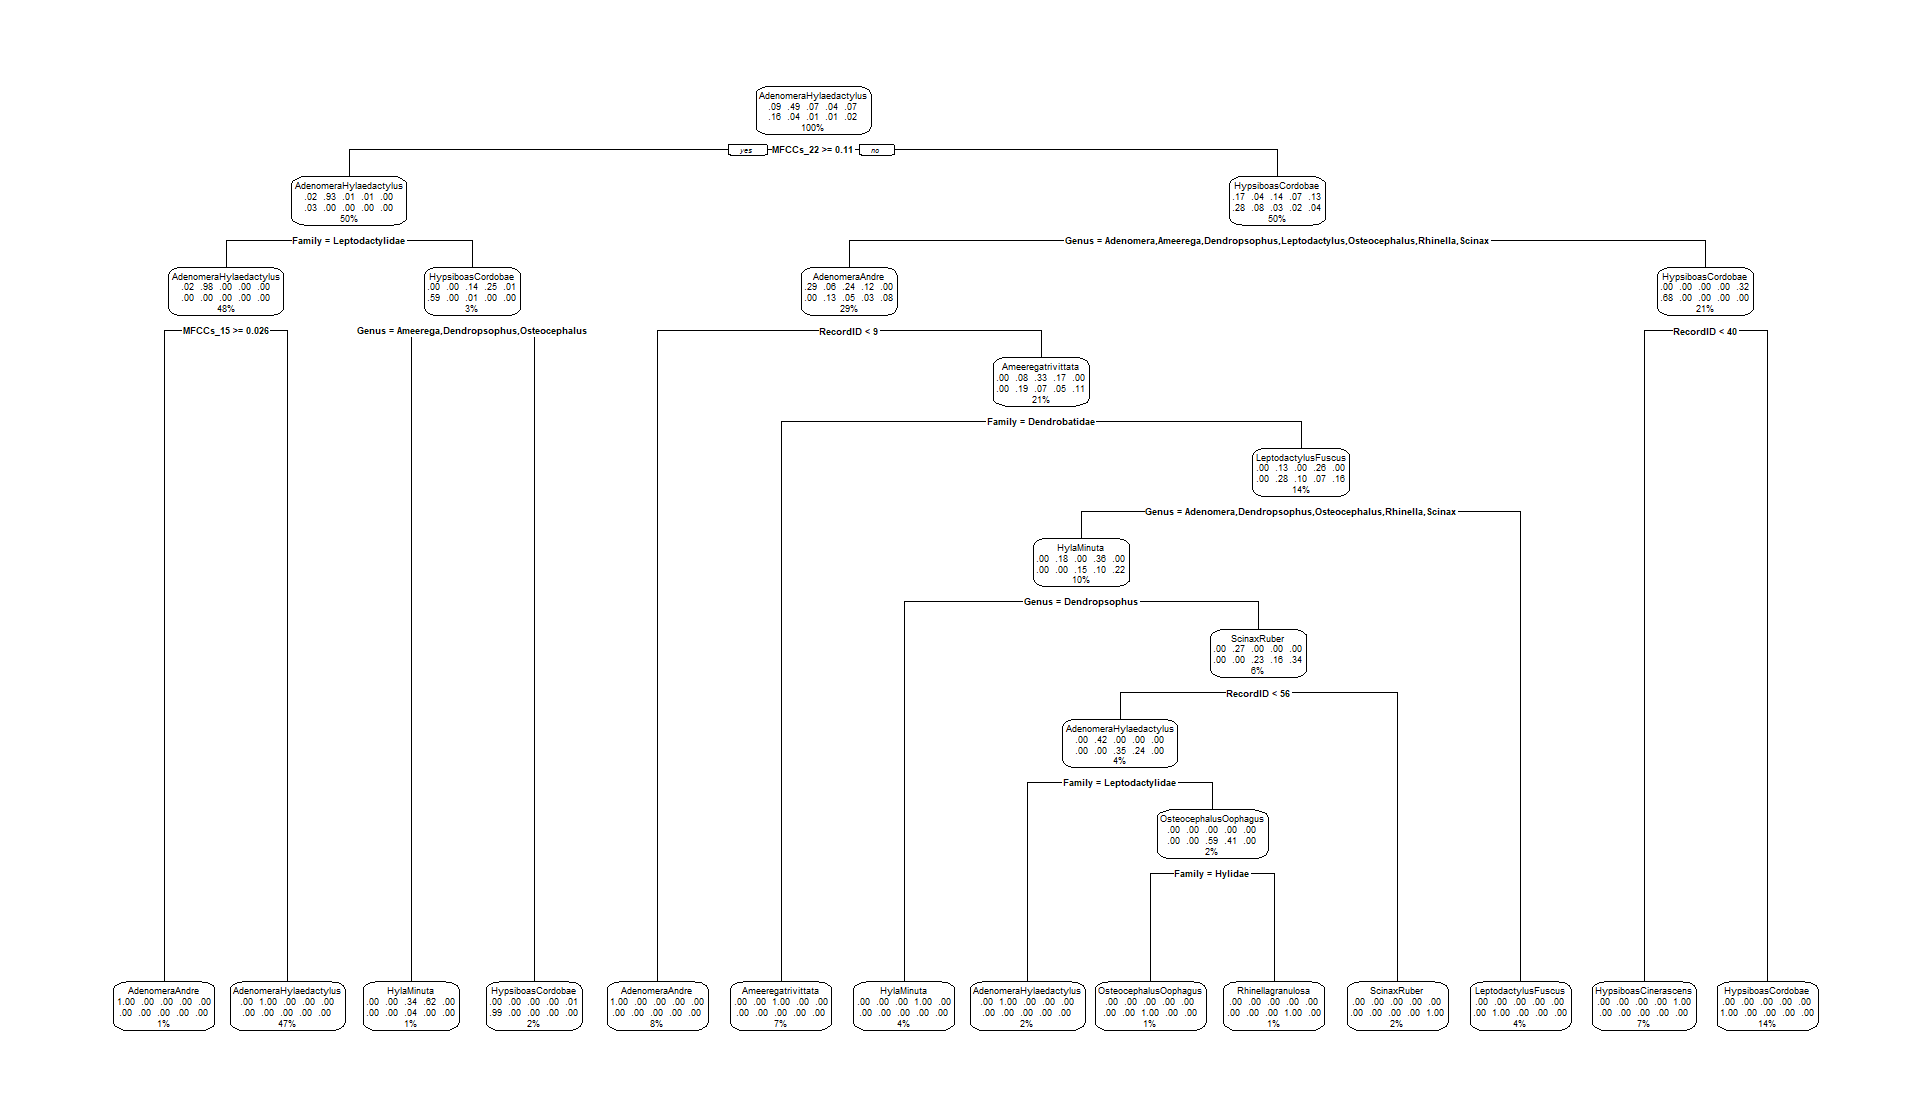 AdenomeraHylaedactylus
.09 .49 .07 .04 .07
.16 .04 .01 .01 .02
100%
yes MFCCs_22 >= 0.11 no
AdenomeraHylaedactylus
.02 .93 .01 .01 .00
.03 .00 .00 .00 .00
50%
HypsiboasCordobae
.17 .04 .14 .07 .13
.28 .08 .03 .02 .04
50%
Family = Leptodactylidae
Genus = Adenomera,Ameerega,Dendropsophus,Leptodactylus,Osteocephalus,Rhinella,Scinax
AdenomeraHylaedactylus
.02 .98 .00 .00 .00
.00 .00 .00 .00 .00
48%
HypsiboasCordobae
.00 .00 .14 .25 .01
.59 .00 .01 .00 .00
3%
AdenomeraAndre
.29 .06 .24 .12 .00
.00 .13 .05 .03 .08
29%
HypsiboasCordobae
.00 .00 .00 .00 .32
.68 .00 .00 .00 .00
21%
MFCCs_15 >= 0.026
Genus = Ameerega,Dendropsophus,Osteocephalus
RecordID < 9
RecordID < 40
Ameeregatrivittata
.00 .08 .33 .17 .00
.00 .19 .07 .05 .11
21%
Family = Dendrobatidae
LeptodactylusFuscus
.00 .13 .00 .26 .00
.00 .28 .10 .07 .16
14%
Genus = Adenomera,Dendropsophus,Osteocephalus,Rhinella,Scinax
HylaMinuta
.00 .18 .00 .36 .00
.00 .00 .15 .10 .22
10%
Genus = Dendropsophus
ScinaxRuber
.00 .27 .00 .00 .00
.00 .00 .23 .16 .34
6%
RecordID < 56
AdenomeraHylaedactylus
.00 .42 .00 .00 .00
.00 .00 .35 .24 .00
4%
Family = Leptodactylidae
OsteocephalusOophagus
.00 .00 .00 .00 .00
.00 .00 .59 .41 .00
2%
Family = Hylidae
AdenomeraAndre
1.00 .00 .00 .00 .00
.00 .00 .00 .00 .00
1%
AdenomeraHylaedactylus
.00 1.00 .00 .00 .00
.00 .00 .00 .00 .00
47%
HylaMinuta
.00 .00 .34 .62 .00
.00 .00 .04 .00 .00
1%
HypsiboasCordobae
.00 .00 .00 .00 .01
.99 .00 .00 .00 .00
2%
AdenomeraAndre
1.00 .00 .00 .00 .00
.00 .00 .00 .00 .00
8%
Ameeregatrivittata
.00 .00 1.00 .00 .00
.00 .00 .00 .00 .00
7%
HylaMinuta
.00 .00 .00 1.00 .00
.00 .00 .00 .00 .00
4%
AdenomeraHylaedactylus
.00 1.00 .00 .00 .00
.00 .00 .00 .00 .00
2%
OsteocephalusOophagus
.00 .00 .00 .00 .00
.00 .00 1.00 .00 .00
1%
Rhinellagranulosa
.00 .00 .00 .00 .00
.00 .00 .00 1.00 .00
1%
ScinaxRuber
.00 .00 .00 .00 .00
.00 .00 .00 .00 1.00
2%
LeptodactylusFuscus
.00 .00 .00 .00 .00
.00 1.00 .00 .00 .00
4%
HypsiboasCinerascens
.00 .00 .00 .00 1.00
.00 .00 .00 .00 .00
7%
HypsiboasCordobae
.00 .00 .00 .00 .00
1.00 .00 .00 .00 .00
14%